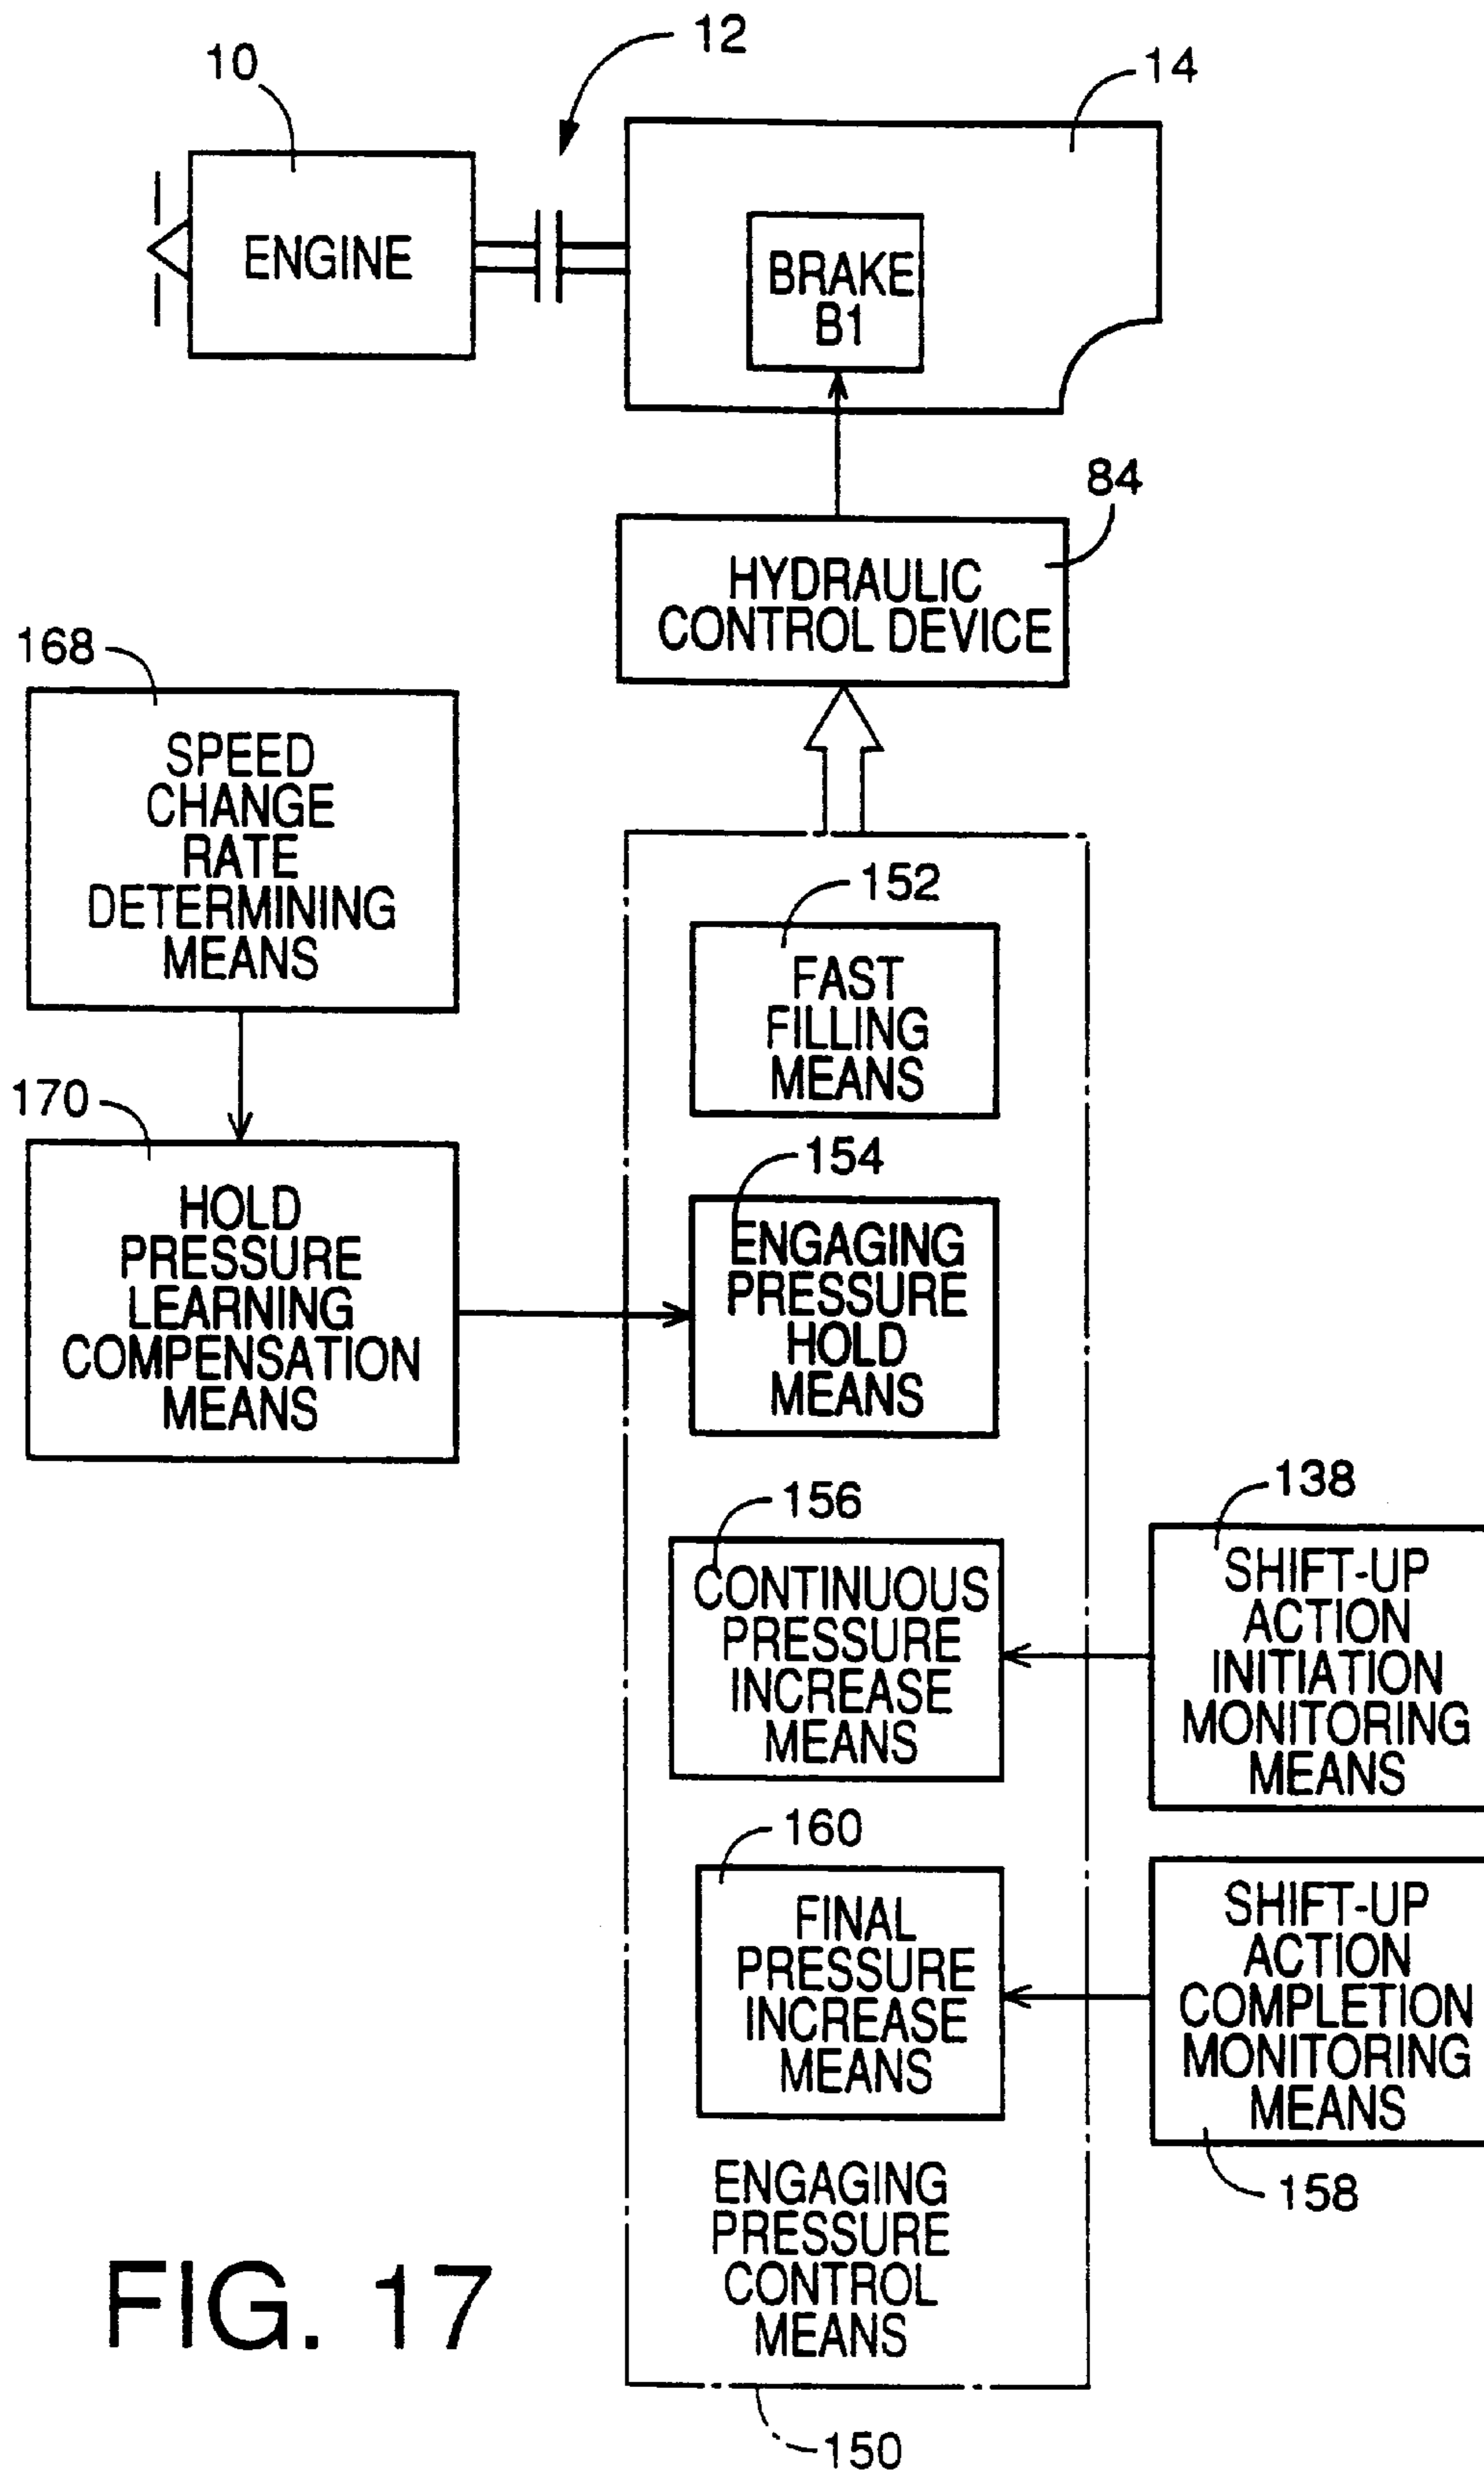 12
10
14
ENGINE
BRAKE
B1
84
HYDRAULIC
CONTROL DEVICE
168
SPEED
CHANGE
RATE
DETERMINING
MEANS
152
FAST
FILLING
MEANS
170
HOLD
PRESSURE
LEARNING
COMPENSATION
MEANS
154
ENGAGING
PRESSURE
HOLD
MEANS
156
CONTINUOUS
PRESSURE
INCREASE
MEANS
138
SHIFT-UP
ACTION
INITIATION
MONITORING
MEANS
160
FINAL
PRESSURE
INCREASE
MEANS
SHIFT-UP
ACTION
COMPLETION
MONITORING
MEANS
158
ENGAGING
PRESSURE
CONTROL
MEANS
150
FIG. 17